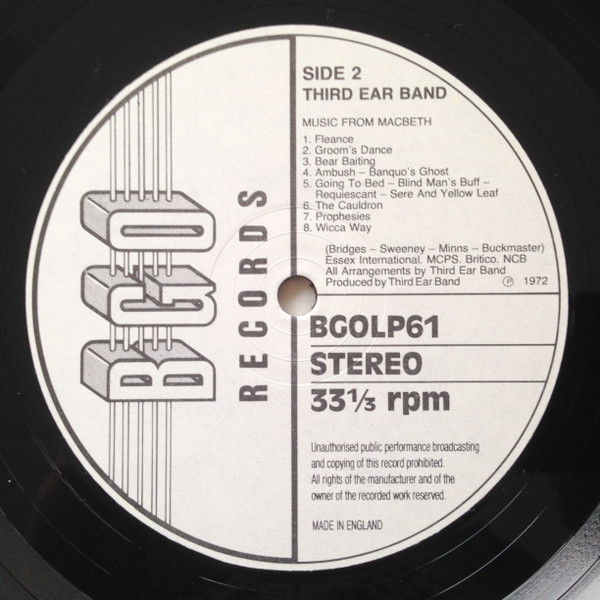 BGO
RECORDS
SIDE 2
THIRD EAR BAND
MUSIC FROM MACBETH
1. Fleance
2. Groom's Dance
3. Bear Baiting
4. Ambush – Banquo's Ghost
5. Going To Bed – Blind Man's Buff –
Requiescant – Sere And Yellow Leaf
6. The Cauldron
7. Prophesies
8. Wicca Way
(Bridges – Sweeney – Minns – Buckmaster)
Essex International. MCPS. Britico. NCB
All Arrangements by Third Ear Band
Produced by Third Ear Band ℗ 1972
BGOLP61
STEREO
33⅓ rpm
Unauthorised public performance broadcasting
and copying of this record prohibited.
All rights of the manufacturer and of the
owner of the recorded work reserved.
MADE IN ENGLAND